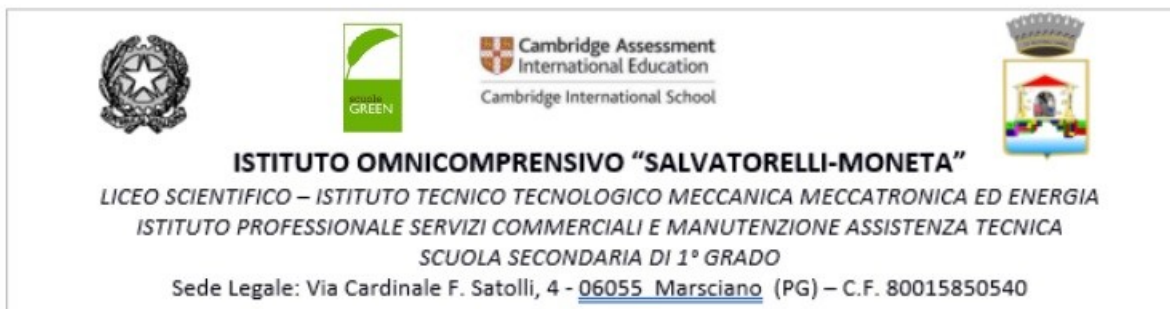 scuola
GREEN
Cambridge Assessment
International Education
Cambridge International School
ISTITUTO OMNICOMPRENSIVO “SALVATORELLI-MONETA”
LICEO SCIENTIFICO – ISTITUTO TECNICO TECNOLOGICO MECCANICA MECCATRONICA ED ENERGIA
ISTITUTO PROFESSIONALE SERVIZI COMMERCIALI E MANUTENZIONE ASSISTENZA TECNICA
SCUOLA SECONDARIA DI 1° GRADO
Sede Legale: Via Cardinale F. Satolli, 4 - 06055 Marsciano (PG) – C.F. 80015850540